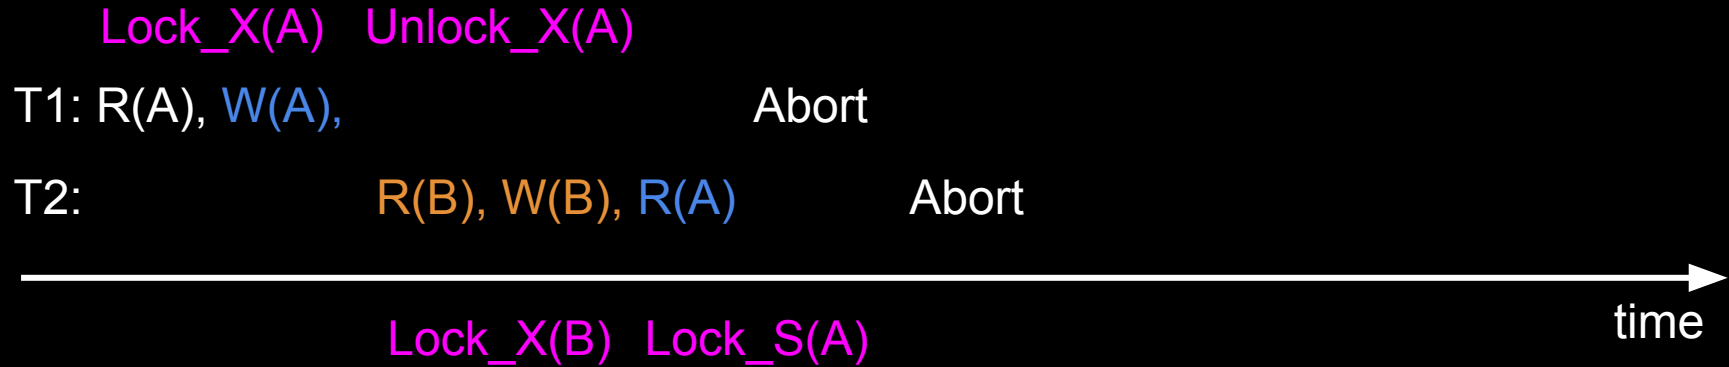 Lock_X(A) Unlock_X(A)
T1: R(A), W(A), Abort
T2: R(B), W(B), R(A) Abort
time
Lock_X(B) Lock_S(A)